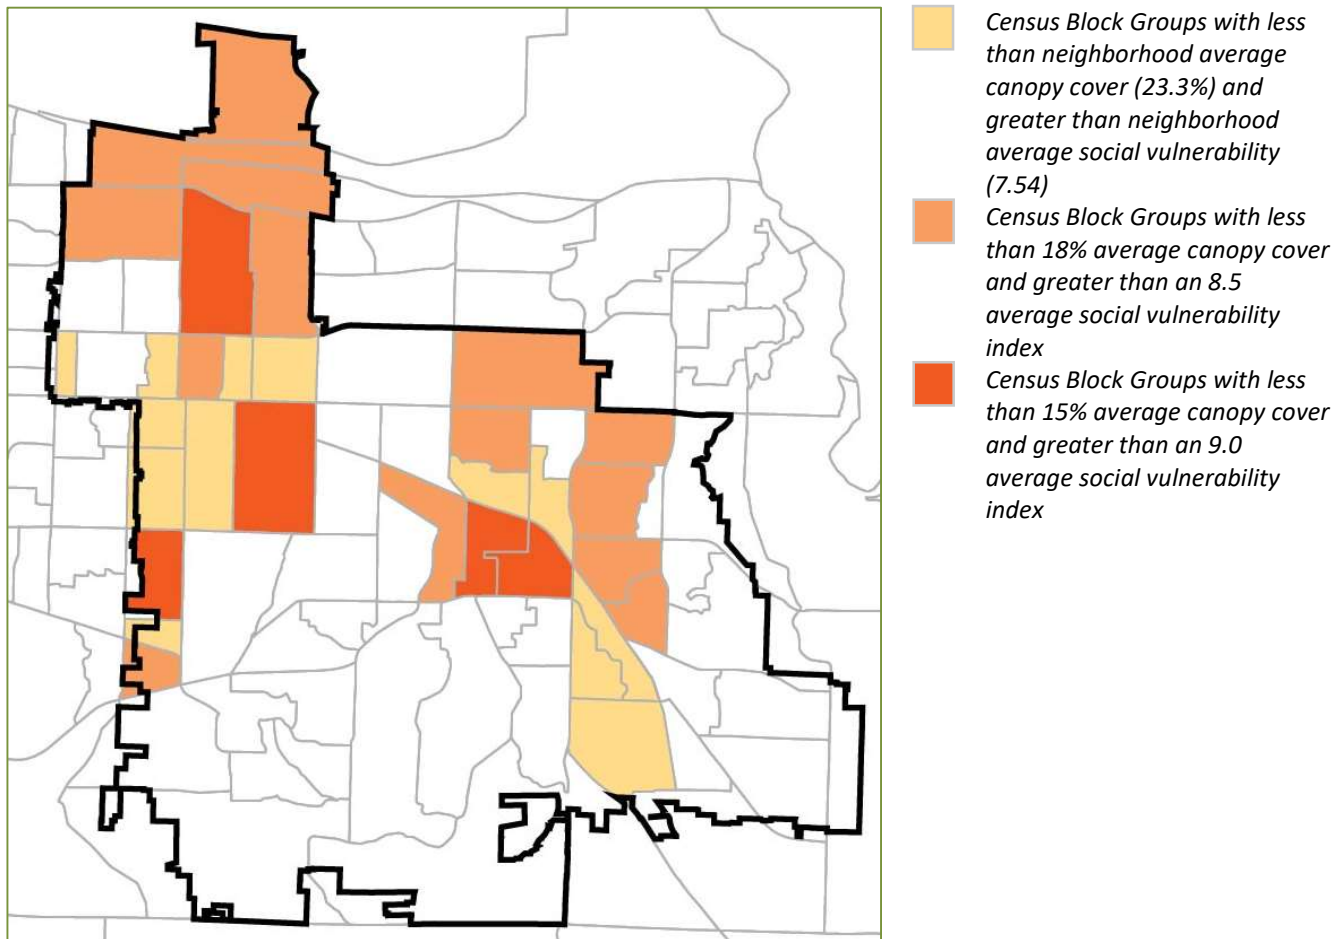 Census Block Groups with less
than neighborhood average
canopy cover (23.3%) and
greater than neighborhood
average social vulnerability
(7.54)
Census Block Groups with less
than 18% average canopy cover
and greater than an 8.5
average social vulnerability
index
Census Block Groups with less
than 15% average canopy cover
and greater than an 9.0
average social vulnerability
index